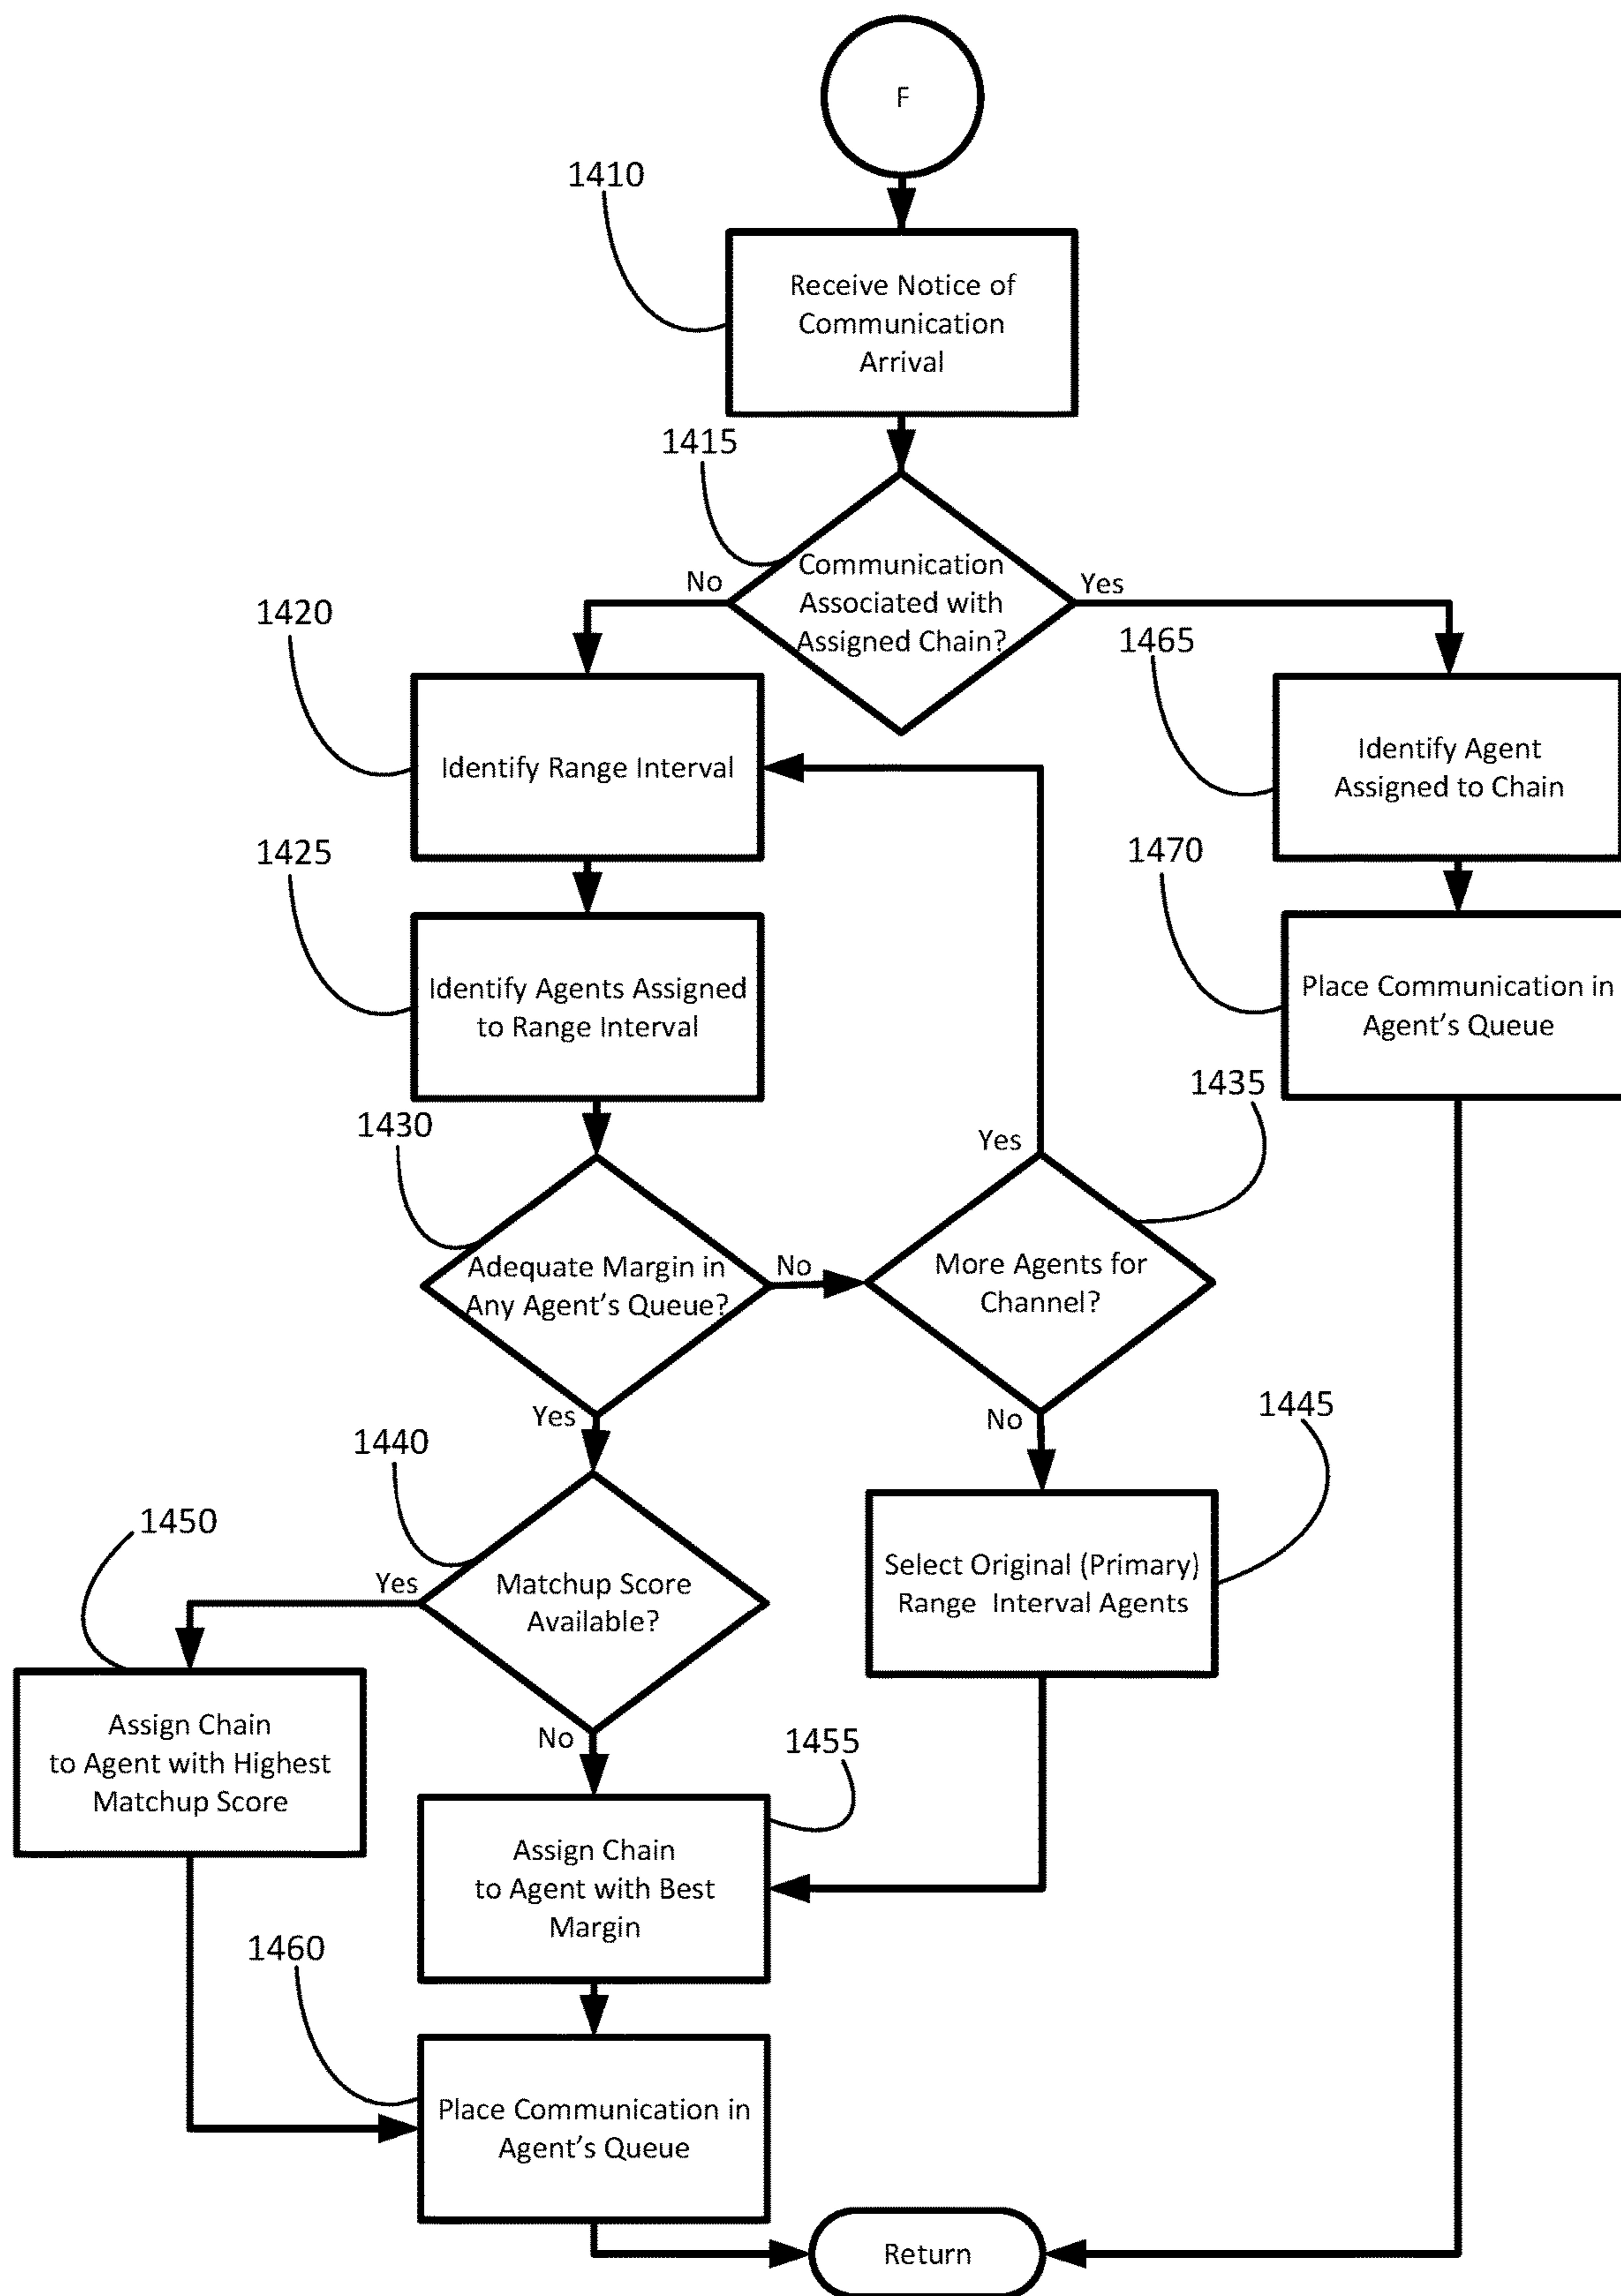 F
1410
Receive Notice of
Communication
Arrival
1415
Communication
Associated with
Assigned Chain?
No
Yes
1420
Identify Range Interval
1465
Identify Agent
Assigned to Chain
1425
Identify Agents Assigned
to Range Interval
1470
Place Communication in
Agent's Queue
1430
Adequate Margin in
Any Agent's Queue?
No
Yes
1435
Yes
More Agents for
Channel?
No
1445
Select Original (Primary)
Range Interval Agents
1440
Matchup Score
Available?
Yes
No
1450
Assign Chain
to Agent with Highest
Matchup Score
1455
Assign Chain
to Agent with Best
Margin
1460
Place Communication in
Agent's Queue
Return